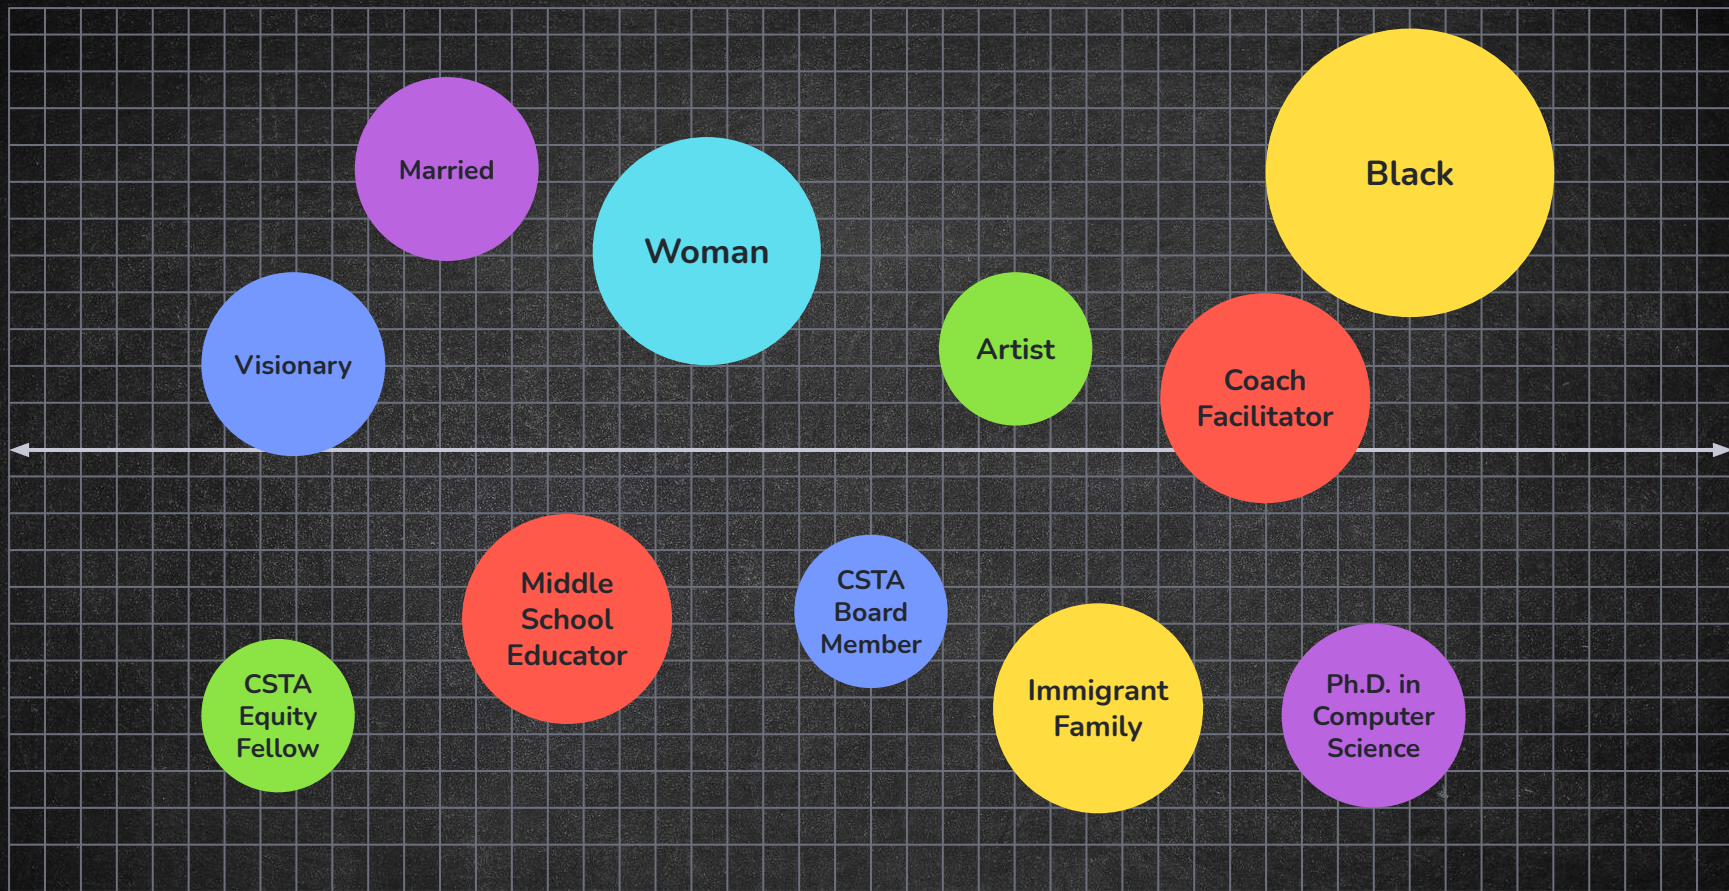 Married
Woman
Black
Visionary
Artist
Coach
Facilitator
Middle
School
Educator
CSTA
Board
Member
CSTA
Equity
Fellow
Immigrant
Family
Ph.D. in
Computer
Science